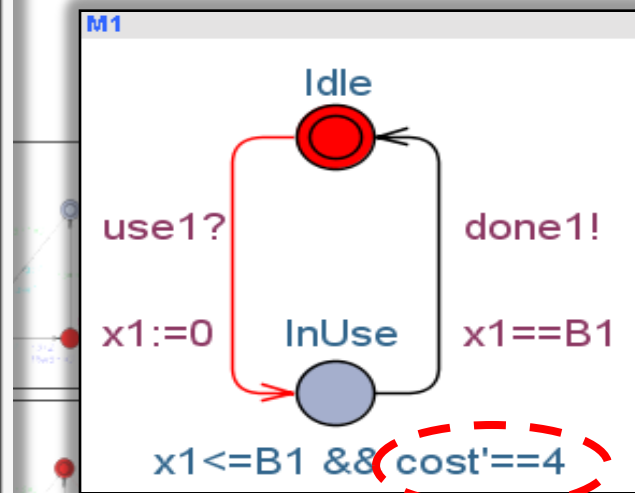 M1
Idle
use1?
done1!
x1:=0
InUse
x1==B1
x1<=B1 && cost'==4